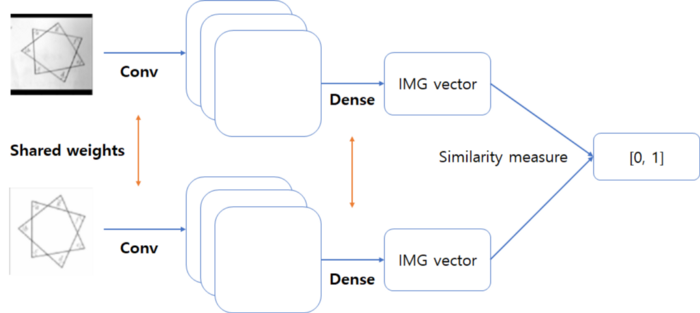 Conv
Dense
IMG vector
Shared weights
Similarity measure
[0, 1]
Conv
Dense
IMG vector